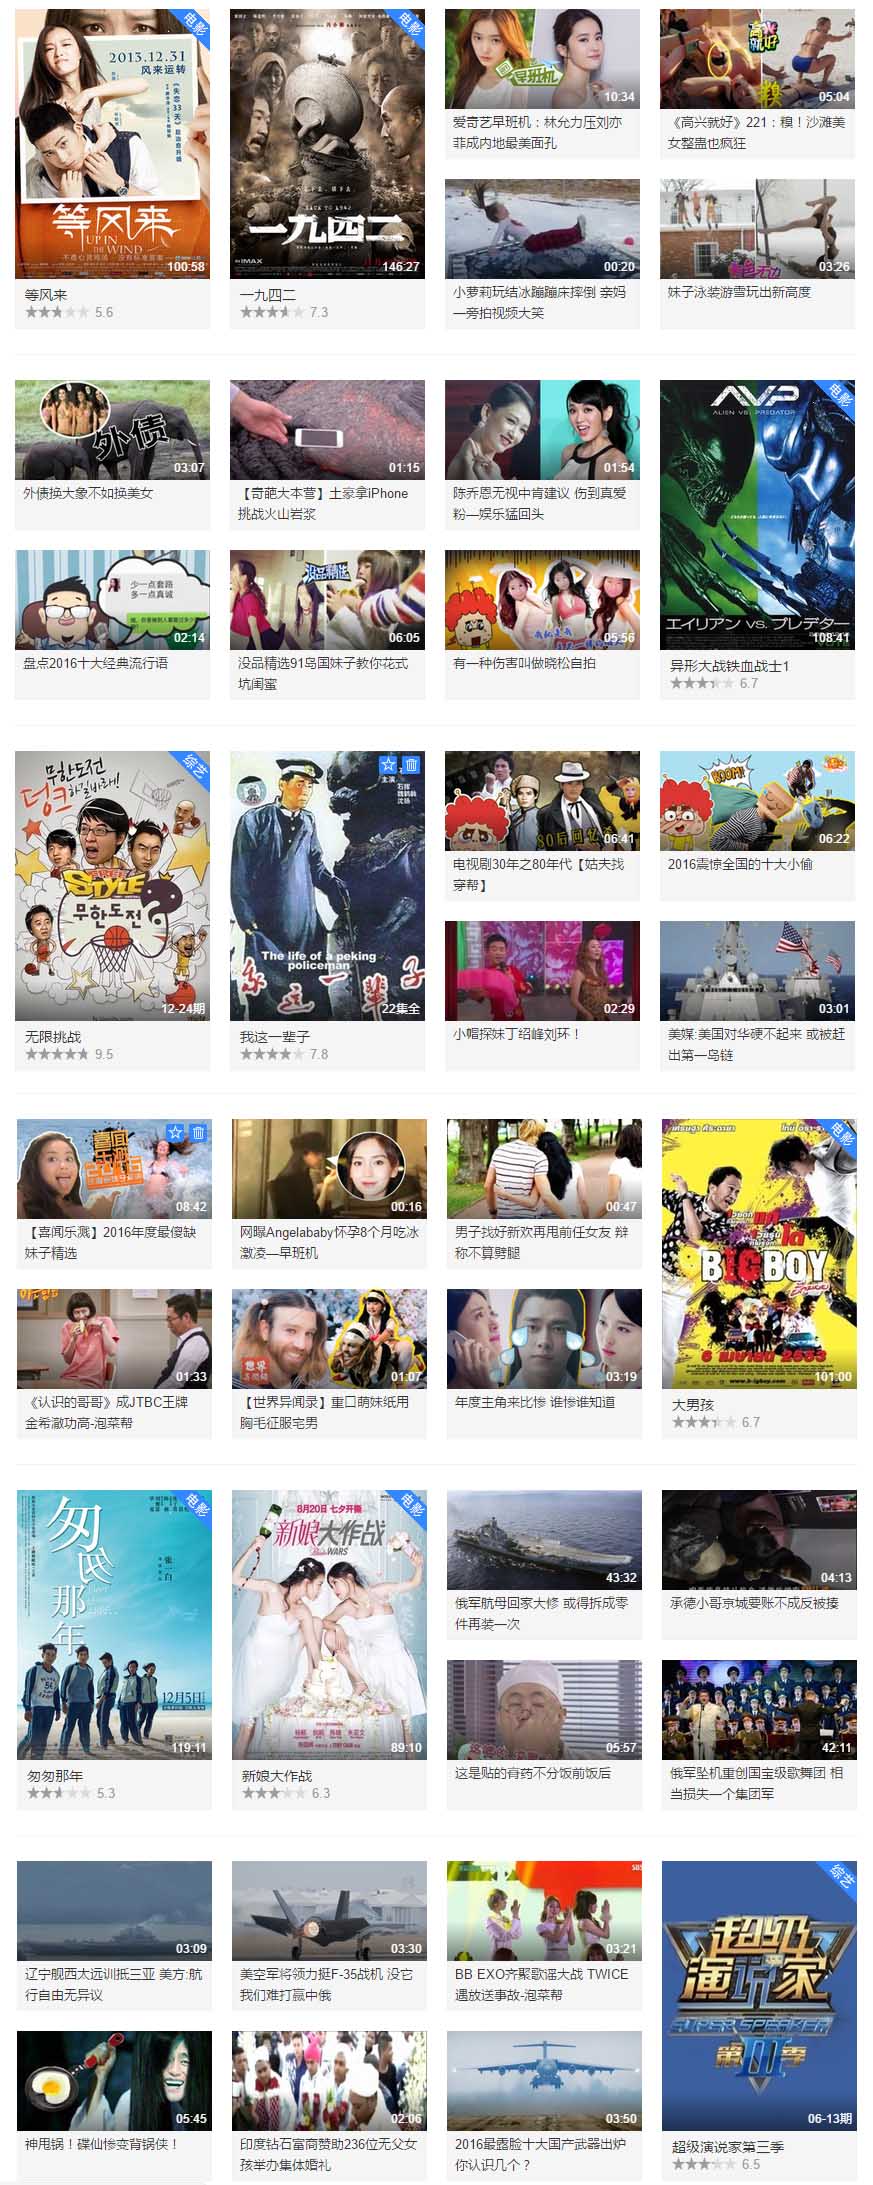 电影
2013.12.31
风来运转
等风来
UP IN
THE WIND
100:58
等风来
5.6
电影
BACK TO 1942
一九四二
IMAX
146:27
一九四二
7.3
早班机
10:34
爱奇艺早班机：林允力压刘亦
菲成内地最美面孔
05:04
《高兴就好》221：糗！沙滩美
女整蛊也疯狂
00:20
小萝莉玩结冰蹦蹦床摔倒 亲妈
一旁拍视频大笑
03:26
妹子泳装游雪玩出新高度
外债
03:07
外债换大象不如换美女
01:15
【奇葩大本营】土豪拿iPhone
挑战火山岩浆
01:54
陈乔恩无视中肯建议 伤到真爱
粉—娱乐猛回头
电影
AVP
ALIEN VS. PREDATOR
エイリアン VS. プレデター
108:41
异形大战铁血战士1
6.7
少一点套路
多一点真诚
02:14
盘点2016十大经典流行语
没品精选
06:05
没品精选91岛国妹子教你花式
坑闺蜜
05:56
有一种伤害叫做晓松自拍
综艺
무한도전
덩크하길바래!
STYLE
무한도전
12-24期
无限挑战
9.5
主演
石挥
魏鹤龄
沈扬
The life of a peking
policeman
我这一辈子
22集全
我这一辈子
7.8
80后回忆杀
06:41
电视剧30年之80年代【姑夫找
穿帮】
BOOM!
06:22
2016震惊全国的十大小偷
02:29
小帽探妹丁绍峰刘环！
03:01
美媒:美国对华硬不起来 或被赶
出第一岛链
喜闻乐溅
2016
08:42
【喜闻乐溅】2016年度最傻缺
妹子精选
00:16
网曝Angelababy怀孕8个月吃冰
激凌—早班机
00:47
男子找好新欢再甩前任女友 辩
称不算劈腿
电影
BIGBOY
101:00
大男孩
6.7
01:33
《认识的哥哥》成JTBC王牌
金希澈功高-泡菜帮
世界
异闻录
01:07
【世界异闻录】重口萌妹纸用
胸毛征服宅男
03:19
年度主角来比惨 谁惨谁知道
电影
匆匆那年
张一白
12月5日
119:11
匆匆那年
5.3
电影
8月20日 七夕开撕
新娘大作战
WARS
89:10
新娘大作战
6.3
43:32
俄军航母回家大修 或得拆成零
件再装一次
04:13
承德小哥京城要账不成反被揍
05:57
这是贴的膏药不分饭前饭后
42:11
俄军坠机重创国宝级歌舞团 相
当损失一个集团军
03:09
辽宁舰西太远训抵三亚 美方:航
行自由无异议
03:30
美空军将领力挺F-35战机 没它
我们难打赢中俄
SBS
03:21
BB EXO齐聚歌谣大战 TWICE
遇放送事故-泡菜帮
综艺
超级
演说家
SUPER SPEAKER
第III季
06-13期
超级演说家第三季
6.5
05:45
神甩锅！碟仙惨变背锅侠！
02:06
印度钻石富商赞助236位无父女
孩举办集体婚礼
03:50
2016最露脸十大国产武器出炉
你认识几个？